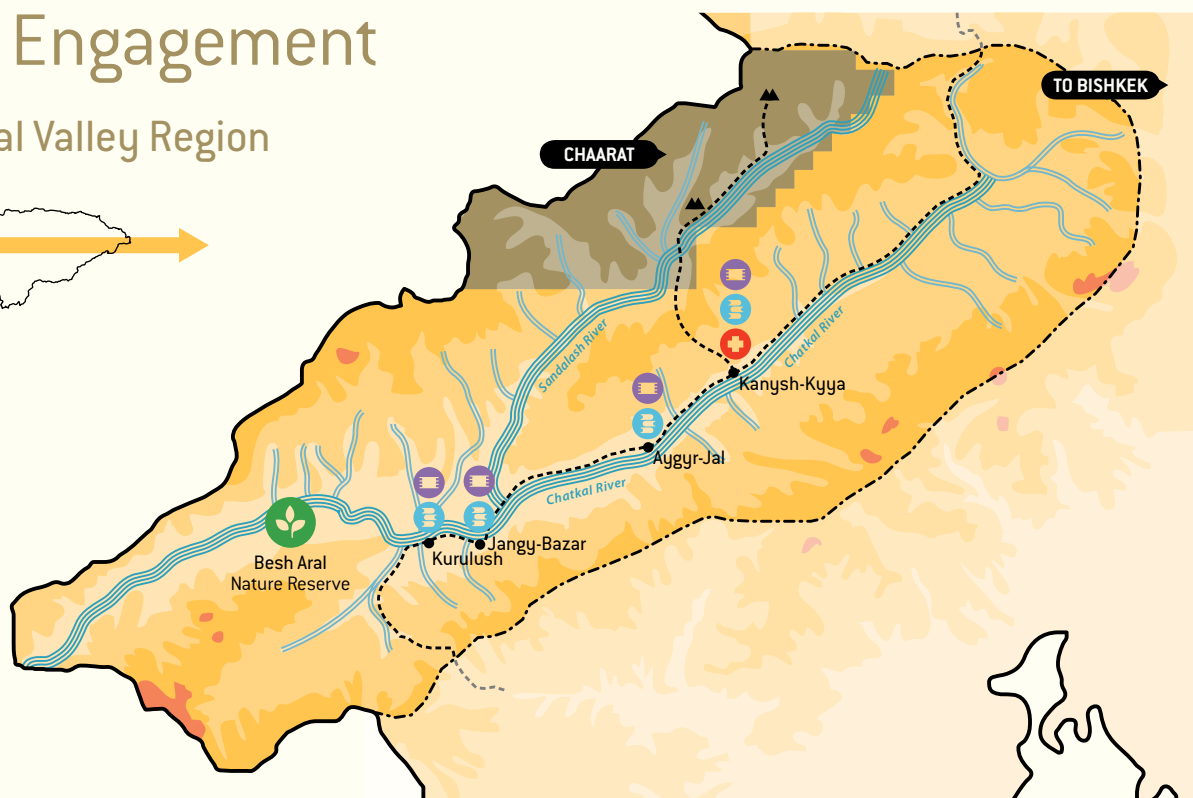 Engagement
al Valley Region
TO BISHKEK
CHAARAT
Sandalash River
Chatkal River
Kanysh-Kyya
Aygyr-Jal
Chatkal River
Jangy-Bazar
Kurulush
Besh Aral
Nature Reserve